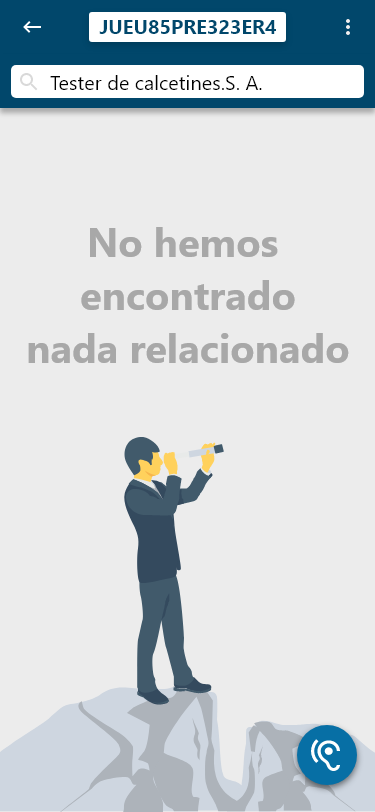 JUEU85PRE323ER4
Tester de calcetines.S. A.
No hemos
encontrado
nada relacionado